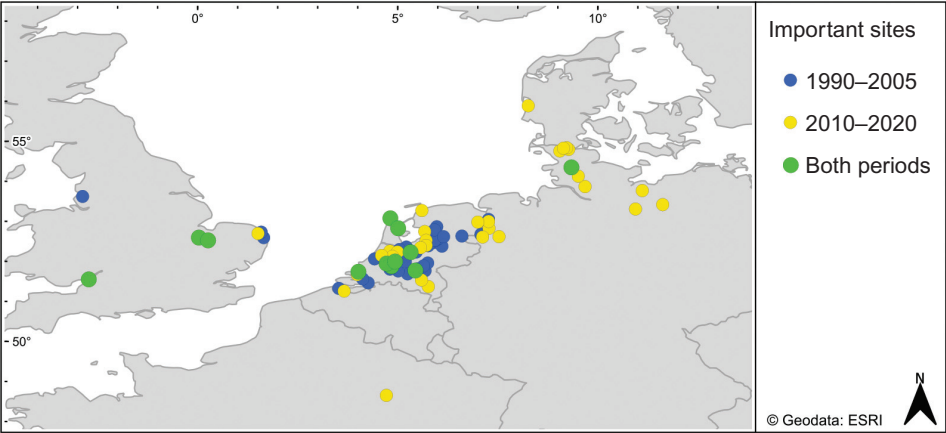 0° 5° 10°
55°
50°
Important sites
1990–2005
2010–2020
Both periods
N
© Geodata: ESRI